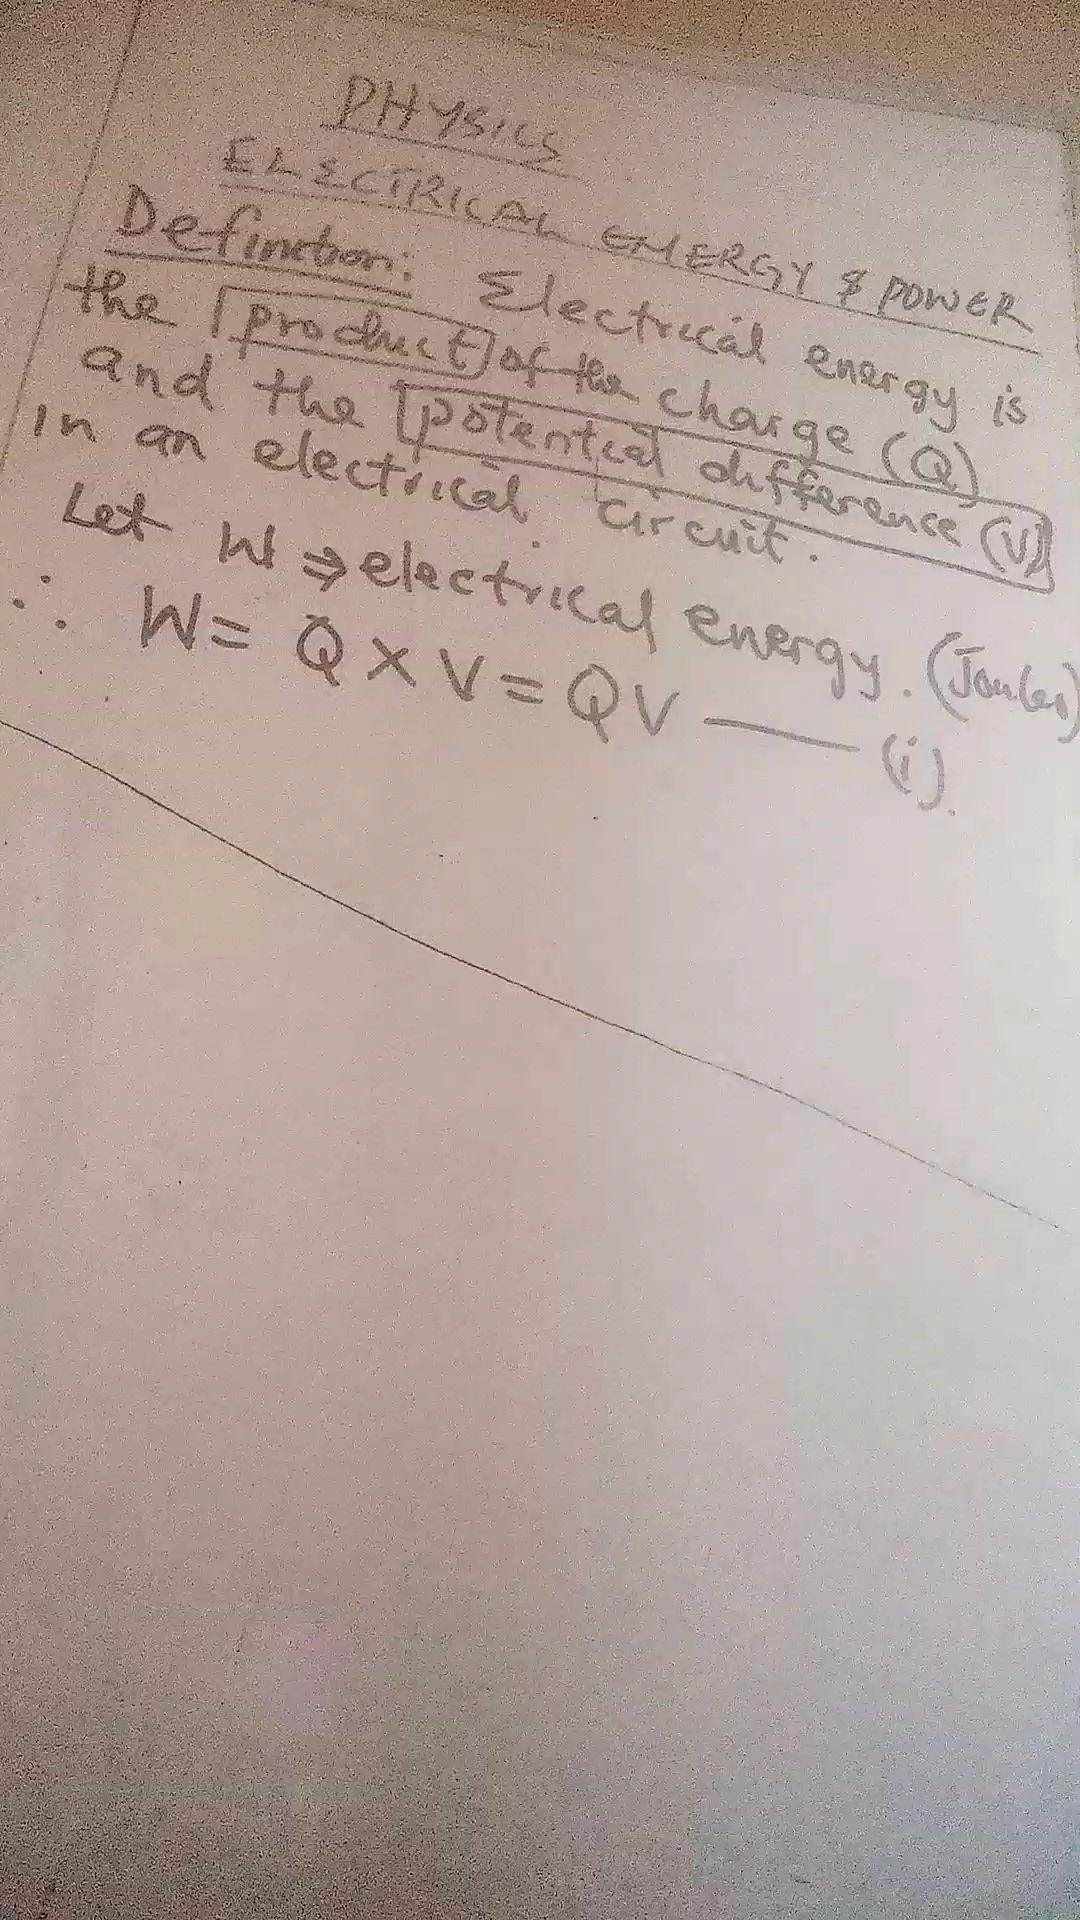 PHYSICS
ELECTRICAL ENERGY & POWER
Definition: Electrical energy is
the product of the charge (Q)
and the potential difference (V)
in an electrical circuit.
Let W ⇒ electrical energy. (Joules)
∴ W = Q × V = QV —— (i).